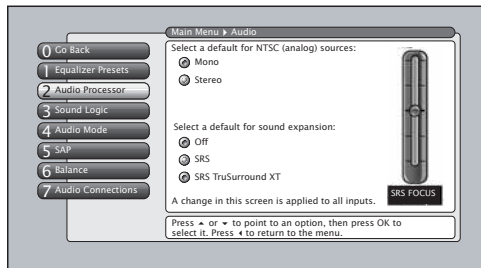 Main Menu ▸ Audio
0 Go Back
1 Equalizer Presets
2 Audio Processor
3 Sound Logic
4 Audio Mode
5 SAP
6 Balance
7 Audio Connections
Select a default for NTSC (analog) sources:
Mono
Stereo
Select a default for sound expansion:
Off
SRS
SRS TruSurround XT
A change in this screen is applied to all inputs.
SRS FOCUS
Press ▲ or ▼ to point to an option, then press OK to
select it. Press ◂ to return to the menu.